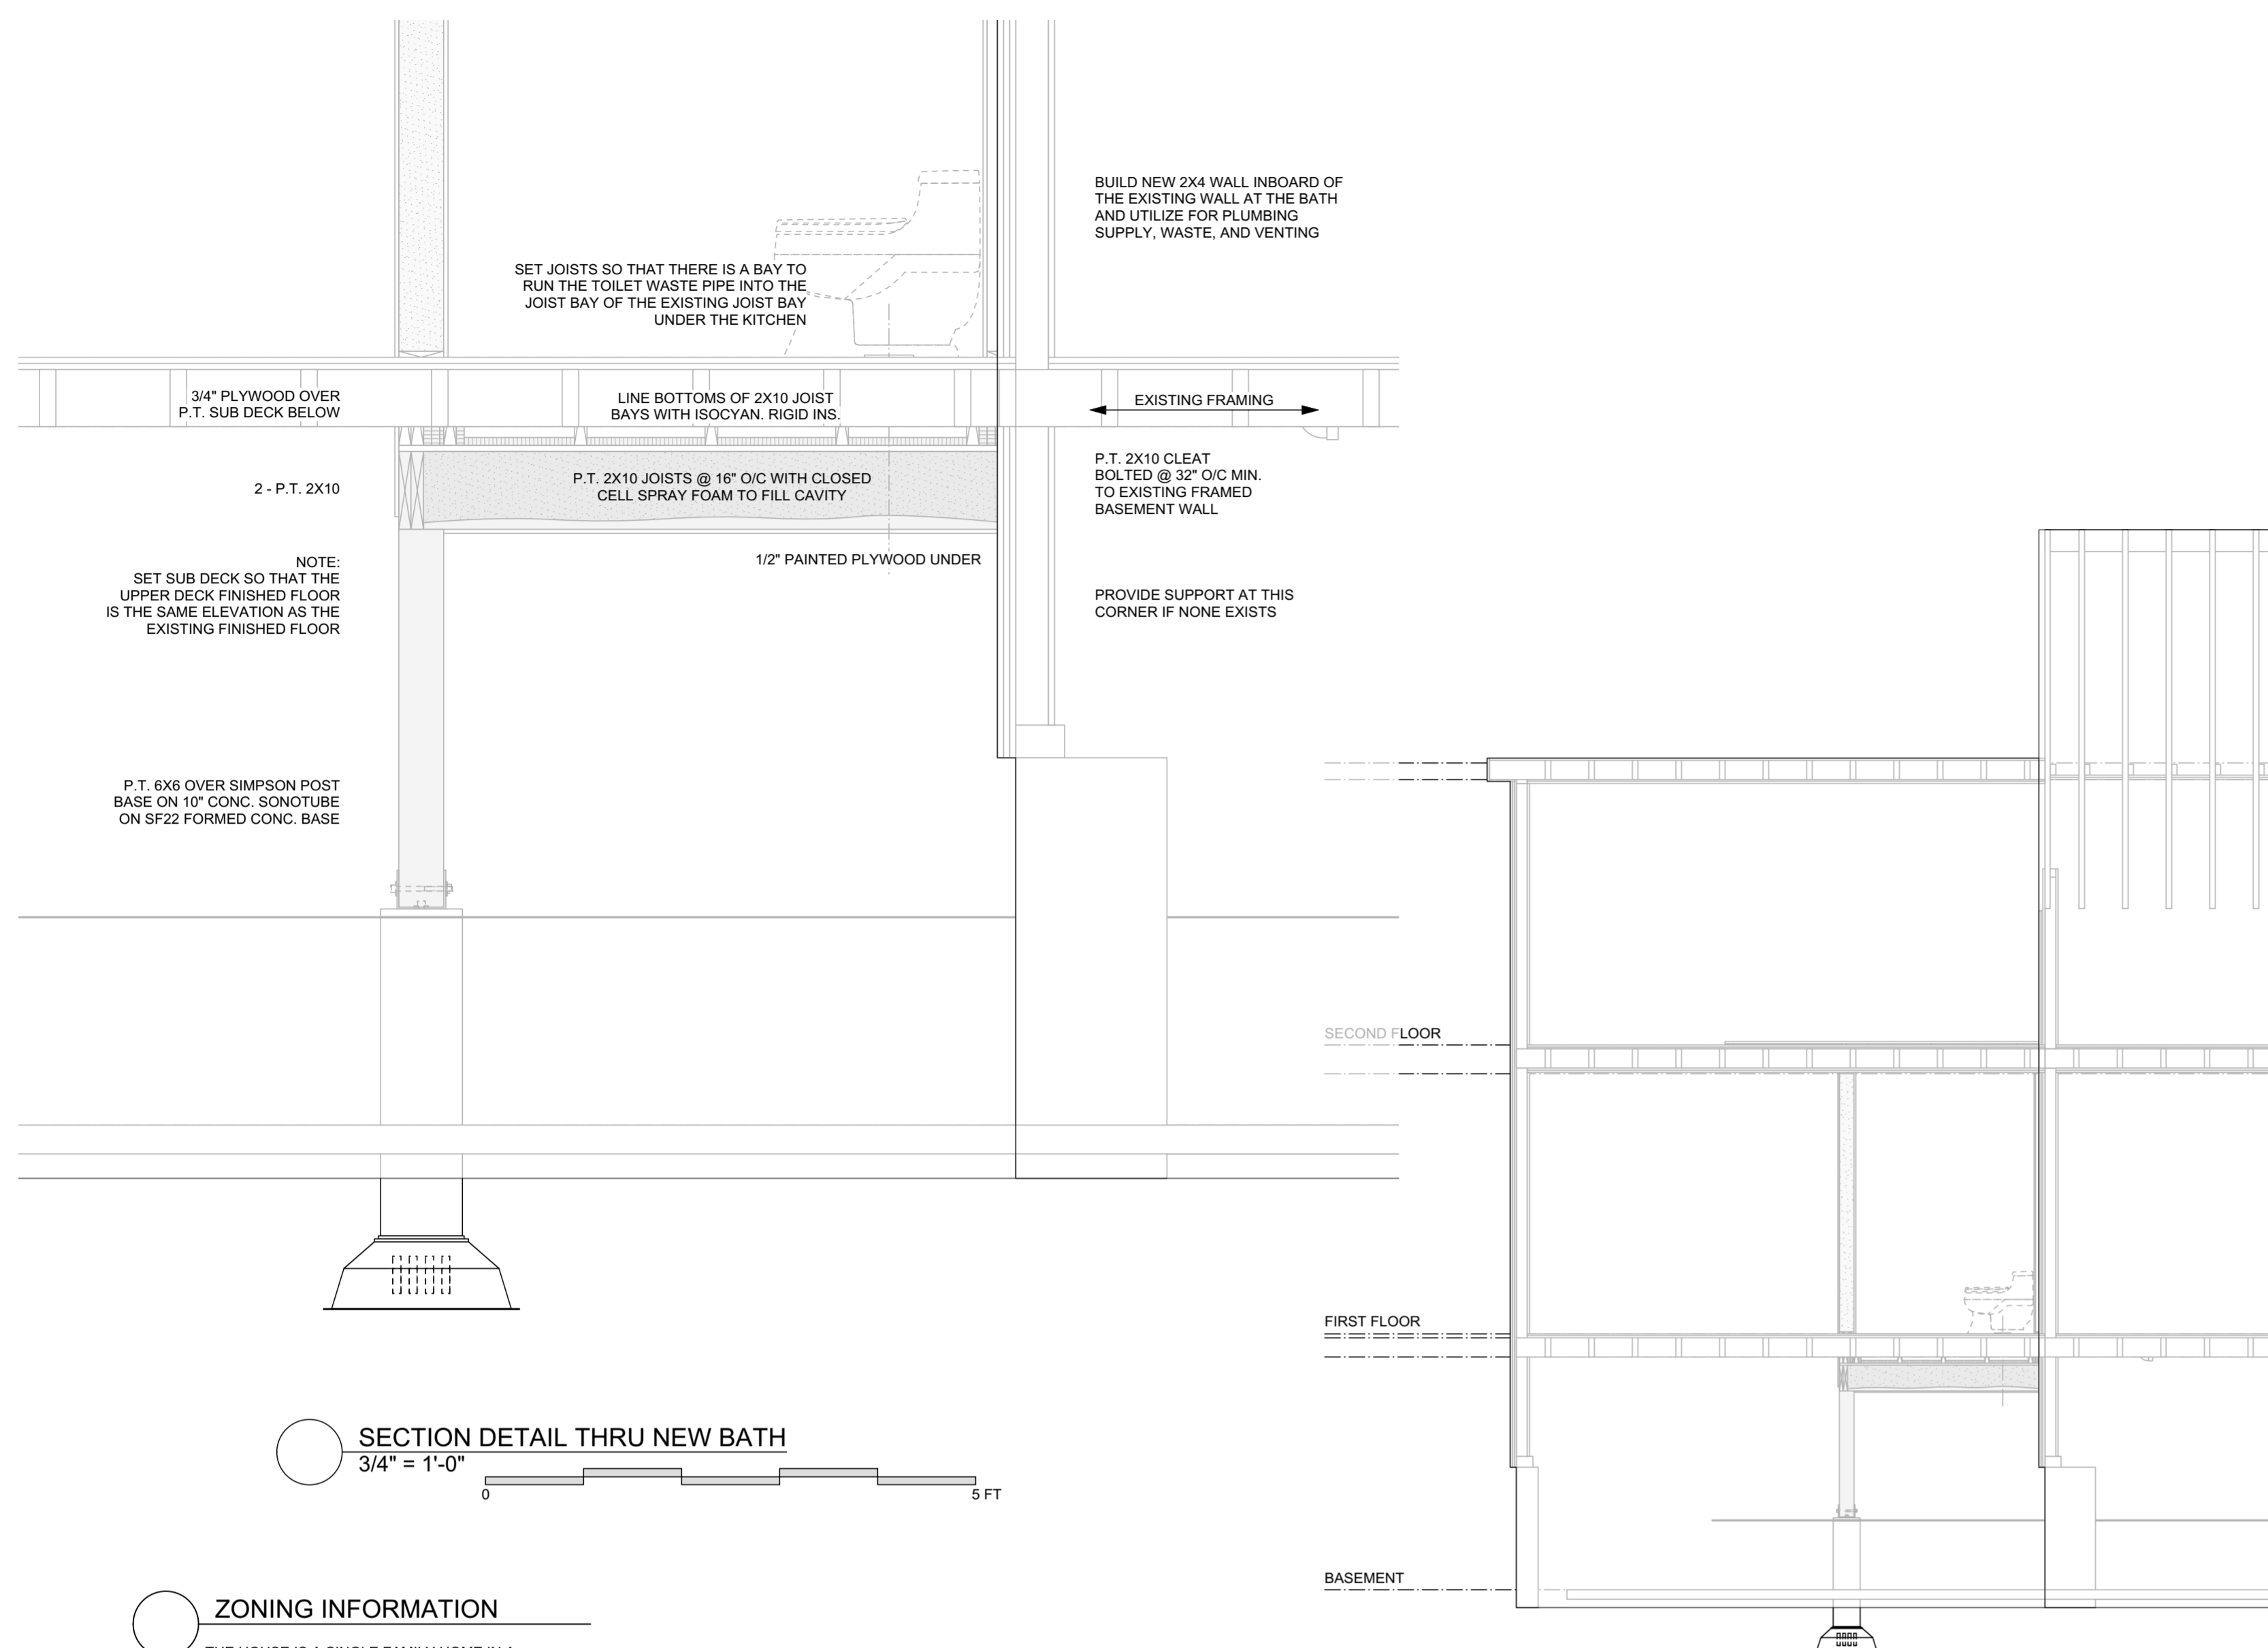 BUILD NEW 2X4 WALL INBOARD OF
THE EXISTING WALL AT THE BATH
AND UTILIZE FOR PLUMBING
SUPPLY, WASTE, AND VENTING
SET JOISTS SO THAT THERE IS A BAY TO
RUN THE TOILET WASTE PIPE INTO THE
JOIST BAY OF THE EXISTING JOIST BAY
UNDER THE KITCHEN
3/4" PLYWOOD OVER
P.T. SUB DECK BELOW
LINE BOTTOMS OF 2X10 JOIST
BAYS WITH ISOCYAN. RIGID INS.
EXISTING FRAMING
2 - P.T. 2X10
P.T. 2X10 JOISTS @ 16" O/C WITH CLOSED
CELL SPRAY FOAM TO FILL CAVITY
P.T. 2X10 CLEAT
BOLTED @ 32" O/C MIN.
TO EXISTING FRAMED
BASEMENT WALL
1/2" PAINTED PLYWOOD UNDER
NOTE:
SET SUB DECK SO THAT THE
UPPER DECK FINISHED FLOOR
IS THE SAME ELEVATION AS THE
EXISTING FINISHED FLOOR
PROVIDE SUPPORT AT THIS
CORNER IF NONE EXISTS
P.T. 6X6 OVER SIMPSON POST
BASE ON 10" CONC. SONOTUBE
ON SF22 FORMED CONC. BASE
SECOND FLOOR
FIRST FLOOR
BASEMENT
SECTION DETAIL THRU NEW BATH
3/4" = 1'-0"
0
5 FT
ZONING INFORMATION
THE HOUSE IS A SINGLE FAMILY HOME IN A